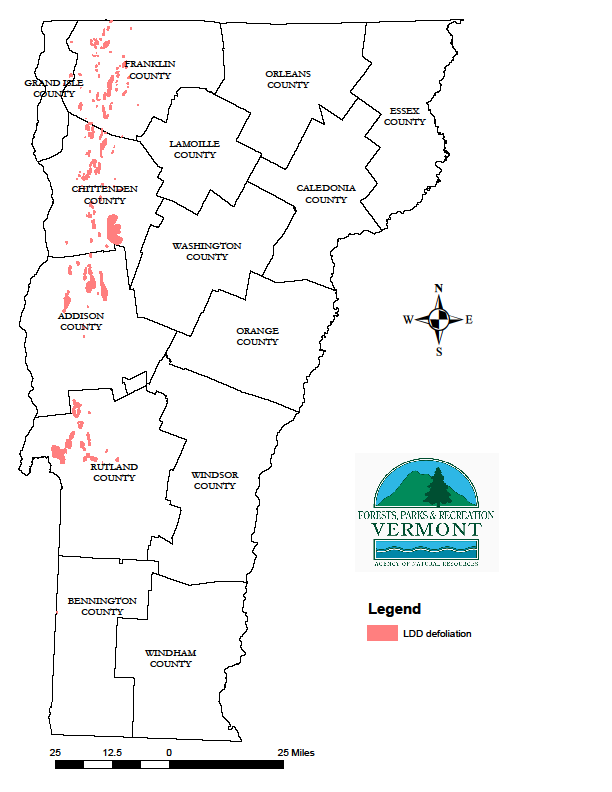 FRANKLIN
COUNTY
ORLEANS
COUNTY
GRAND ISLE
COUNTY
ESSEX
COUNTY
LAMOILLE
COUNTY
CHITTENDEN
COUNTY
CALEDONIA
COUNTY
WASHINGTON
COUNTY
N
W E
S
ADDISON
COUNTY
ORANGE
COUNTY
RUTLAND
COUNTY
WINDSOR
COUNTY
FORESTS, PARKS & RECREATION
VERMONT
AGENCY OF NATURAL RESOURCES
BENNINGTON
COUNTY
Legend
LDD defoliation
WINDHAM
COUNTY
25 12.5 0 25 Miles